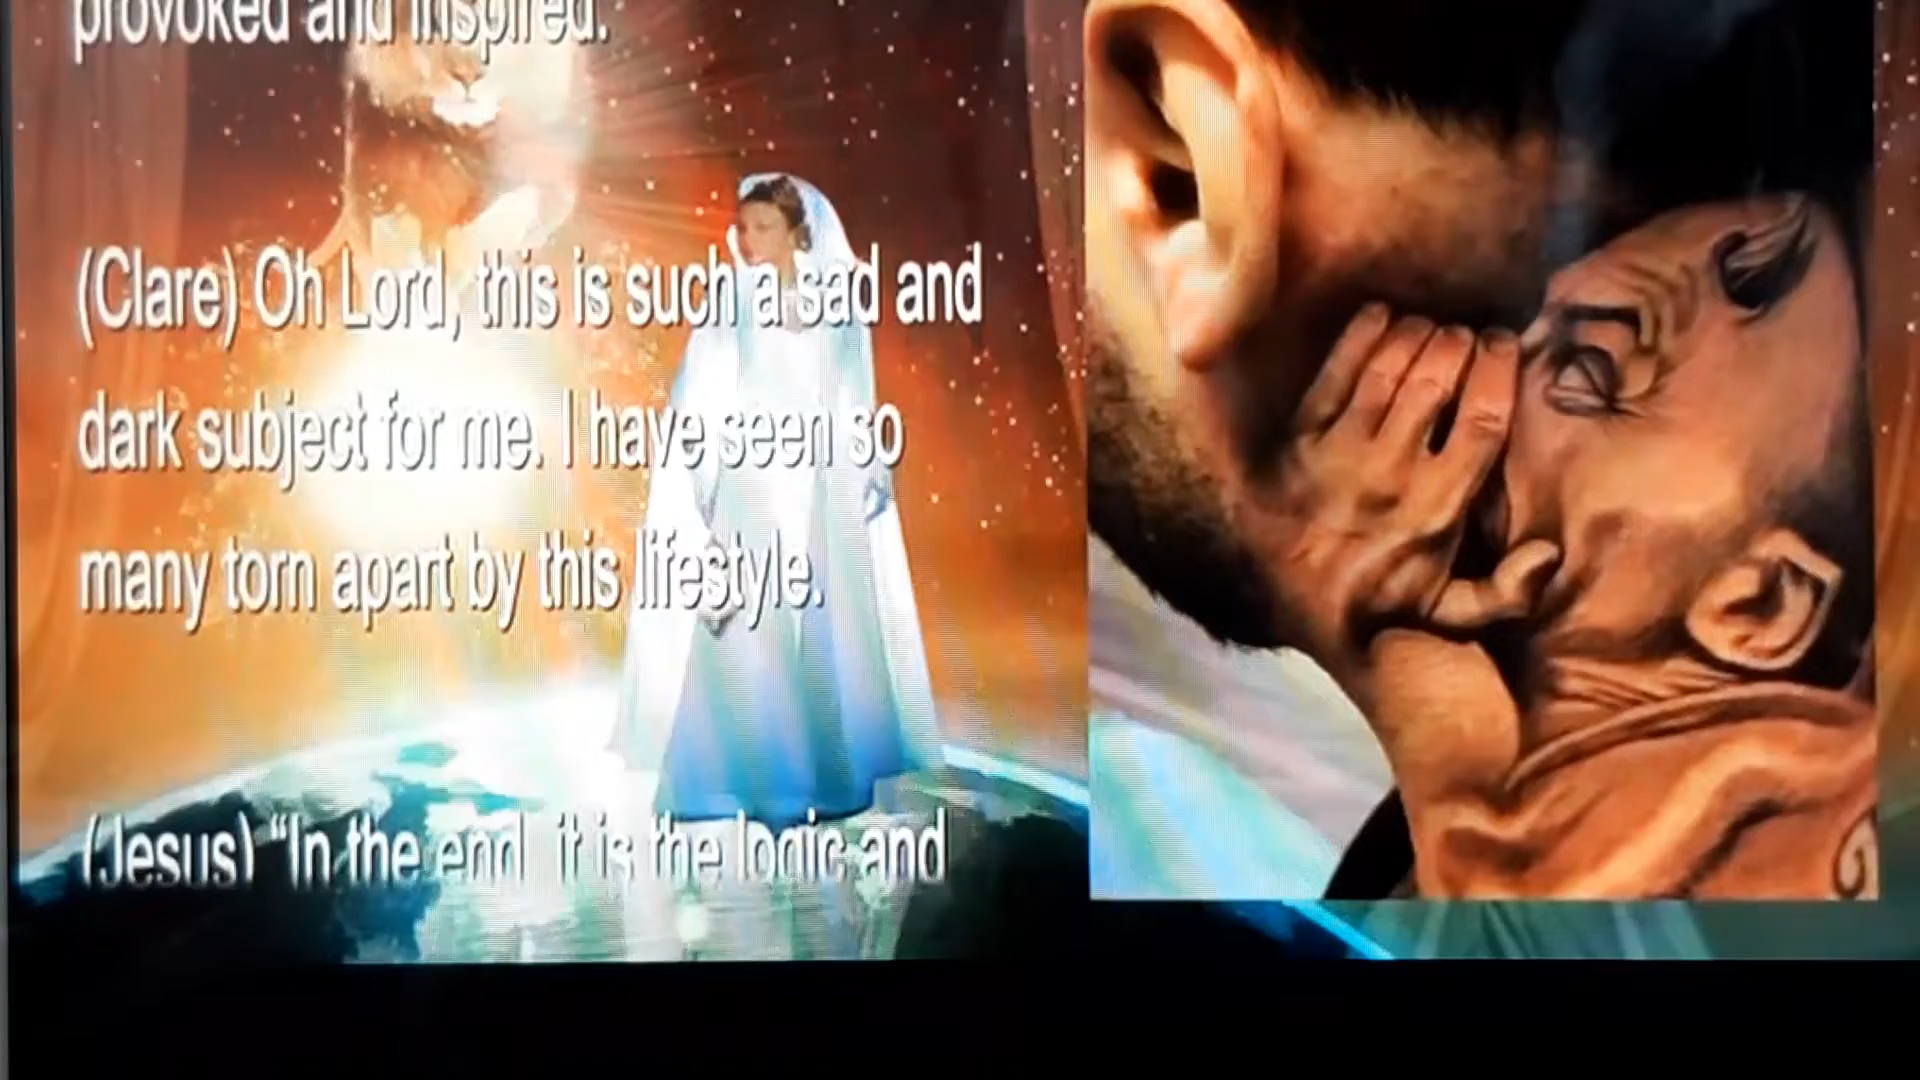 provoked and inspired.
(Clare) Oh Lord, this is such a sad and
dark subject for me. I have seen so
many torn apart by this lifestyle.
(Jesus) “In the end, it is the logic and